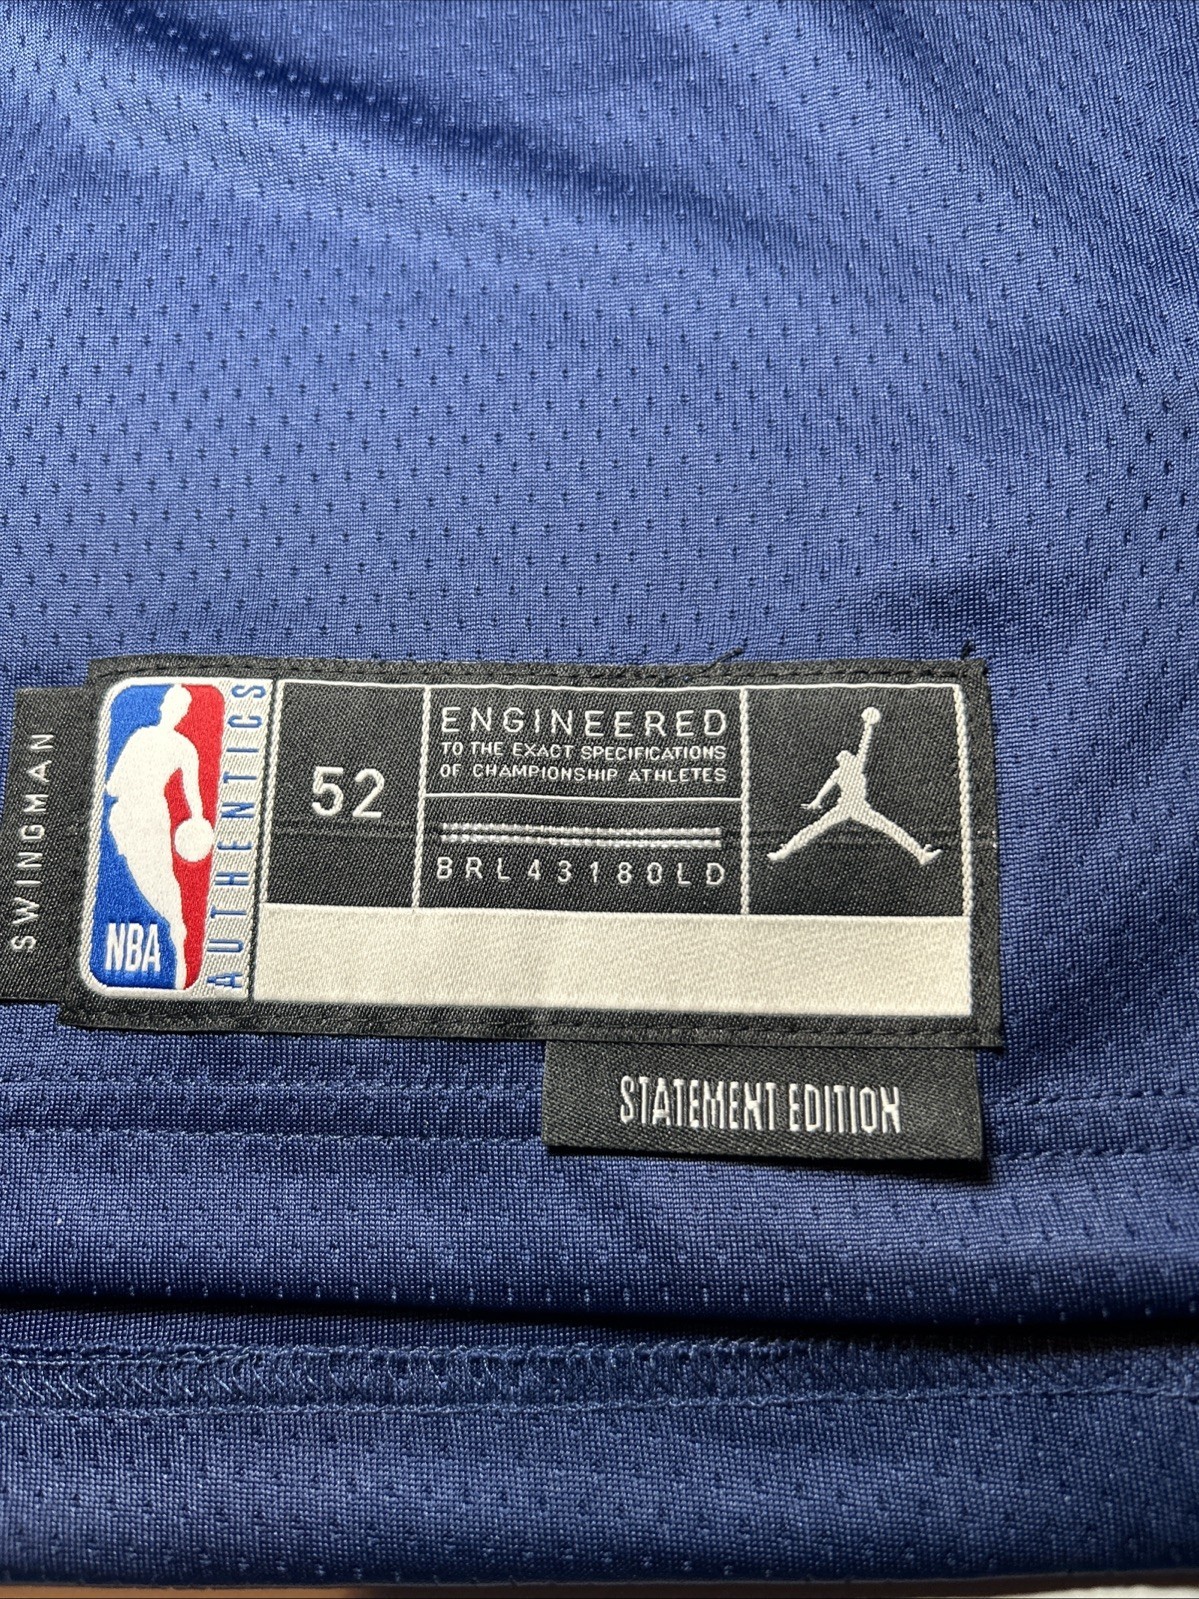 SWINGMAN
NBA
AUTHENTICS
52
ENGINEERED
TO THE EXACT SPECIFICATIONS
OF CHAMPIONSHIP ATHLETES
BRL43180LD
STATEMENT EDITION